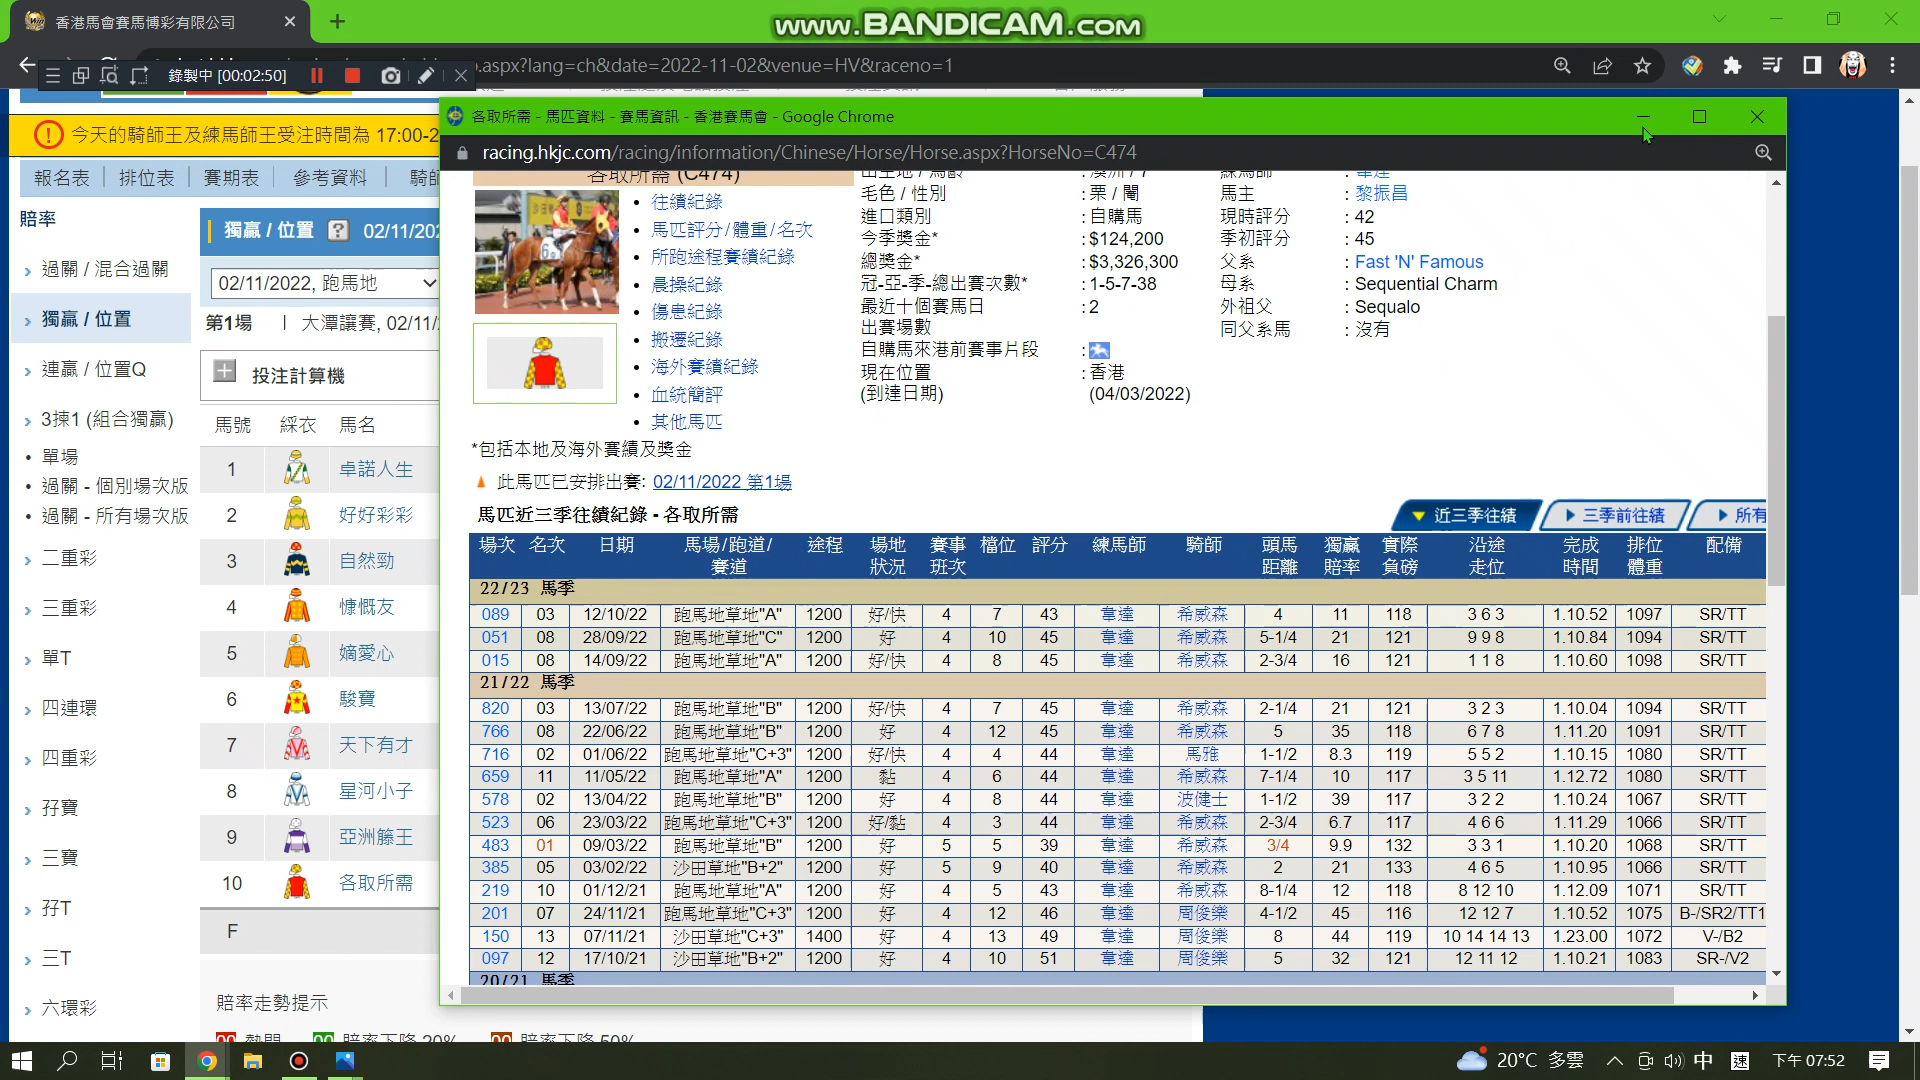 香港馬會賽馬博彩有限公司
www.BANDICAM.com
錄製中 [00:02:50]
.aspx?lang=ch&date=2022-11-02&venue=HV&raceno=1
今天的騎師王及練馬師王受注時間為 17:00-2
報名表 排位表 賽期表 參考資料 騎師
賠率
過關 / 混合過關
獨贏 / 位置
連贏 / 位置Q
3揀1 (組合獨贏)
單場
過關 - 個別場次版
過關 - 所有場次版
二重彩
三重彩
單T
四連環
四重彩
孖寶
三寶
孖T
三T
六環彩
獨贏 / 位置 ? 02/11/202
02/11/2022, 跑馬地
第1場 | 大潭讓賽, 02/11/
投注計算機
馬號 綵衣 馬名
1 卓諾人生
2 好好彩彩
3 自然勁
4 慷慨友
5 嫡愛心
6 駿寶
7 天下有才
8 星河小子
9 亞洲籐王
10 各取所需
F
賠率走勢提示
熱門 賠率下降 20% 賠率下降 50%
各取所需 - 馬匹資料 - 賽馬資訊 - 香港賽馬會 - Google Chrome
racing.hkjc.com/racing/information/Chinese/Horse/Horse.aspx?HorseNo=C474
各取所需 (C474)
往績紀錄
馬匹評分/體重/名次
所跑途程賽績紀錄
晨操紀錄
傷患紀錄
搬遷紀錄
海外賽績紀錄
血統簡評
其他馬匹
出生地 / 馬齡 : 澳洲 / 7
毛色 / 性別 : 栗 / 閹
進口類別 : 自購馬
今季獎金* : $124,200
總獎金* : $3,326,300
冠-亞-季-總出賽次數* : 1-5-7-38
最近十個賽馬日 : 2
出賽場數
自購馬來港前賽事片段 :
現在位置 : 香港
(到達日期) (04/03/2022)
練馬師 : 韋達
馬主 : 黎振昌
現時評分 : 42
季初評分 : 45
父系 : Fast 'N' Famous
母系 : Sequential Charm
外祖父 : Sequalo
同父系馬 : 沒有
*包括本地及海外賽績及獎金
此馬匹已安排出賽: 02/11/2022 第1場
馬匹近三季往績紀錄 - 各取所需
近三季往績 三季前往績 所有
場次 名次 日期 馬場/跑道/賽道 途程 場地狀況 賽事班次 檔位 評分 練馬師 騎師 頭馬距離 獨贏賠率 實際負磅 沿途走位 完成時間 排位體重 配備
22/23 馬季
089 03 12/10/22 跑馬地草地"A" 1200 好/快 4 7 43 韋達 希威森 4 11 118 3 6 3 1.10.52 1097 SR/TT
051 08 28/09/22 跑馬地草地"C" 1200 好 4 10 45 韋達 希威森 5-1/4 21 121 9 9 8 1.10.84 1094 SR/TT
015 08 14/09/22 跑馬地草地"A" 1200 好/快 4 8 45 韋達 希威森 2-3/4 16 121 1 1 8 1.10.60 1098 SR/TT
21/22 馬季
820 03 13/07/22 跑馬地草地"B" 1200 好/快 4 7 45 韋達 希威森 2-1/4 21 121 3 2 3 1.10.04 1094 SR/TT
766 08 22/06/22 跑馬地草地"B" 1200 好 4 12 45 韋達 希威森 5 35 118 6 7 8 1.11.20 1091 SR/TT
716 02 01/06/22 跑馬地草地"C+3" 1200 好/快 4 4 44 韋達 馬雅 1-1/2 8.3 119 5 5 2 1.10.15 1080 SR/TT
659 11 11/05/22 跑馬地草地"A" 1200 黏 4 6 44 韋達 希威森 7-1/4 10 117 3 5 11 1.12.72 1080 SR/TT
578 02 13/04/22 跑馬地草地"B" 1200 好 4 8 44 韋達 波健士 1-1/2 39 117 3 2 2 1.10.24 1067 SR/TT
523 06 23/03/22 跑馬地草地"C+3" 1200 好/黏 4 3 44 韋達 希威森 2-3/4 6.7 117 4 6 6 1.11.29 1066 SR/TT
483 01 09/03/22 跑馬地草地"B" 1200 好 5 5 39 韋達 希威森 3/4 9.9 132 3 3 1 1.10.20 1068 SR/TT
385 05 03/02/22 沙田草地"B+2" 1200 好 5 9 40 韋達 希威森 2 21 133 4 6 5 1.10.95 1066 SR/TT
219 10 01/12/21 跑馬地草地"A" 1200 好 4 5 43 韋達 希威森 8-1/4 12 118 8 12 10 1.12.09 1071 SR/TT
201 07 24/11/21 跑馬地草地"C+3" 1200 好 4 12 46 韋達 周俊樂 4-1/2 45 116 12 12 7 1.10.52 1075 B-/SR2/TT1
150 13 07/11/21 沙田草地"C+3" 1400 好 4 13 49 韋達 周俊樂 8 44 119 10 14 14 13 1.23.00 1072 V-/B2
097 12 17/10/21 沙田草地"B+2" 1200 好 4 10 51 韋達 周俊樂 5 32 121 12 11 12 1.10.21 1083 SR-/V2
20/21 馬季
20°C 多雲 中 速 下午 07:52